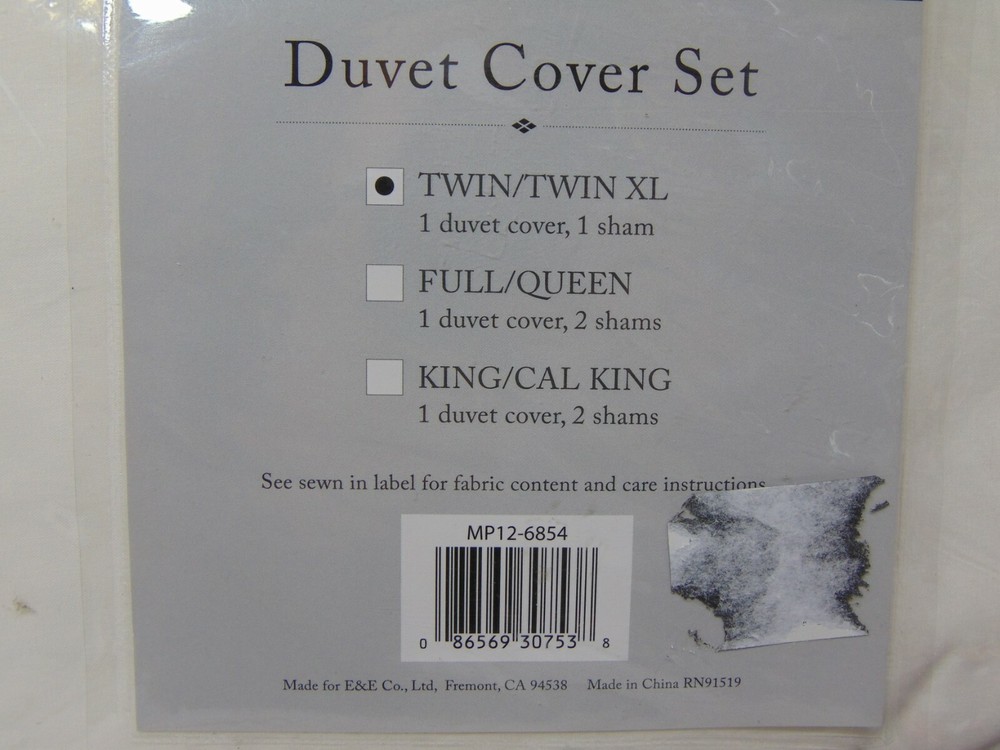 Duvet Cover Set
TWIN/TWIN XL
1 duvet cover, 1 sham
FULL/QUEEN
1 duvet cover, 2 shams
KING/CAL KING
1 duvet cover, 2 shams
See sewn in label for fabric content and care instructions
MP12-6854
0 86569 30753 8
Made for E&E Co., Ltd, Fremont, CA 94538 Made in China RN91519